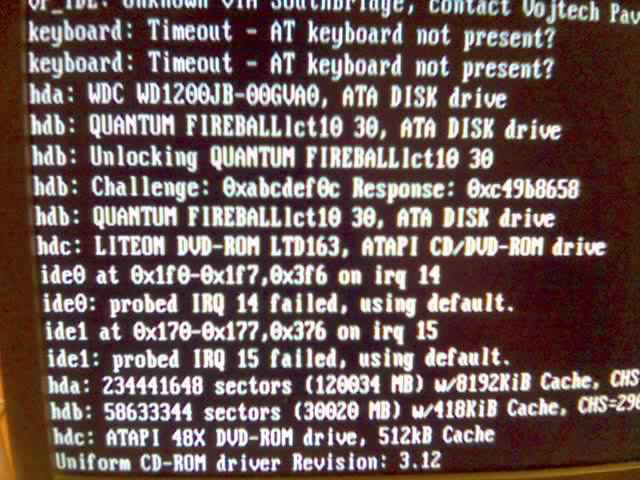 VP_IDE: Unknown VIA SouthBridge, contact Vojtech Pav
keyboard: Timeout - AT keyboard not present?
keyboard: Timeout - AT keyboard not present?
hda: WDC WD1200JB-00GVA0, ATA DISK drive
hdb: QUANTUM FIREBALLlct10 30, ATA DISK drive
hdb: Unlocking QUANTUM FIREBALLlct10 30
hdb: Challenge: 0xabcdef0c Response: 0xc49b8658
hdb: QUANTUM FIREBALLlct10 30, ATA DISK drive
hdc: LITEON DVD-ROM LTD163, ATAPI CD/DVD-ROM drive
ide0 at 0x1f0-0x1f7,0x3f6 on irq 14
ide0: probed IRQ 14 failed, using default.
ide1 at 0x170-0x177,0x376 on irq 15
ide1: probed IRQ 15 failed, using default.
hda: 234441648 sectors (120034 MB) w/8192KiB Cache, CHS
hdb: 58633344 sectors (30020 MB) w/418KiB Cache, CHS=296
hdc: ATAPI 48X DVD-ROM drive, 512kB Cache
Uniform CD-ROM driver Revision: 3.12